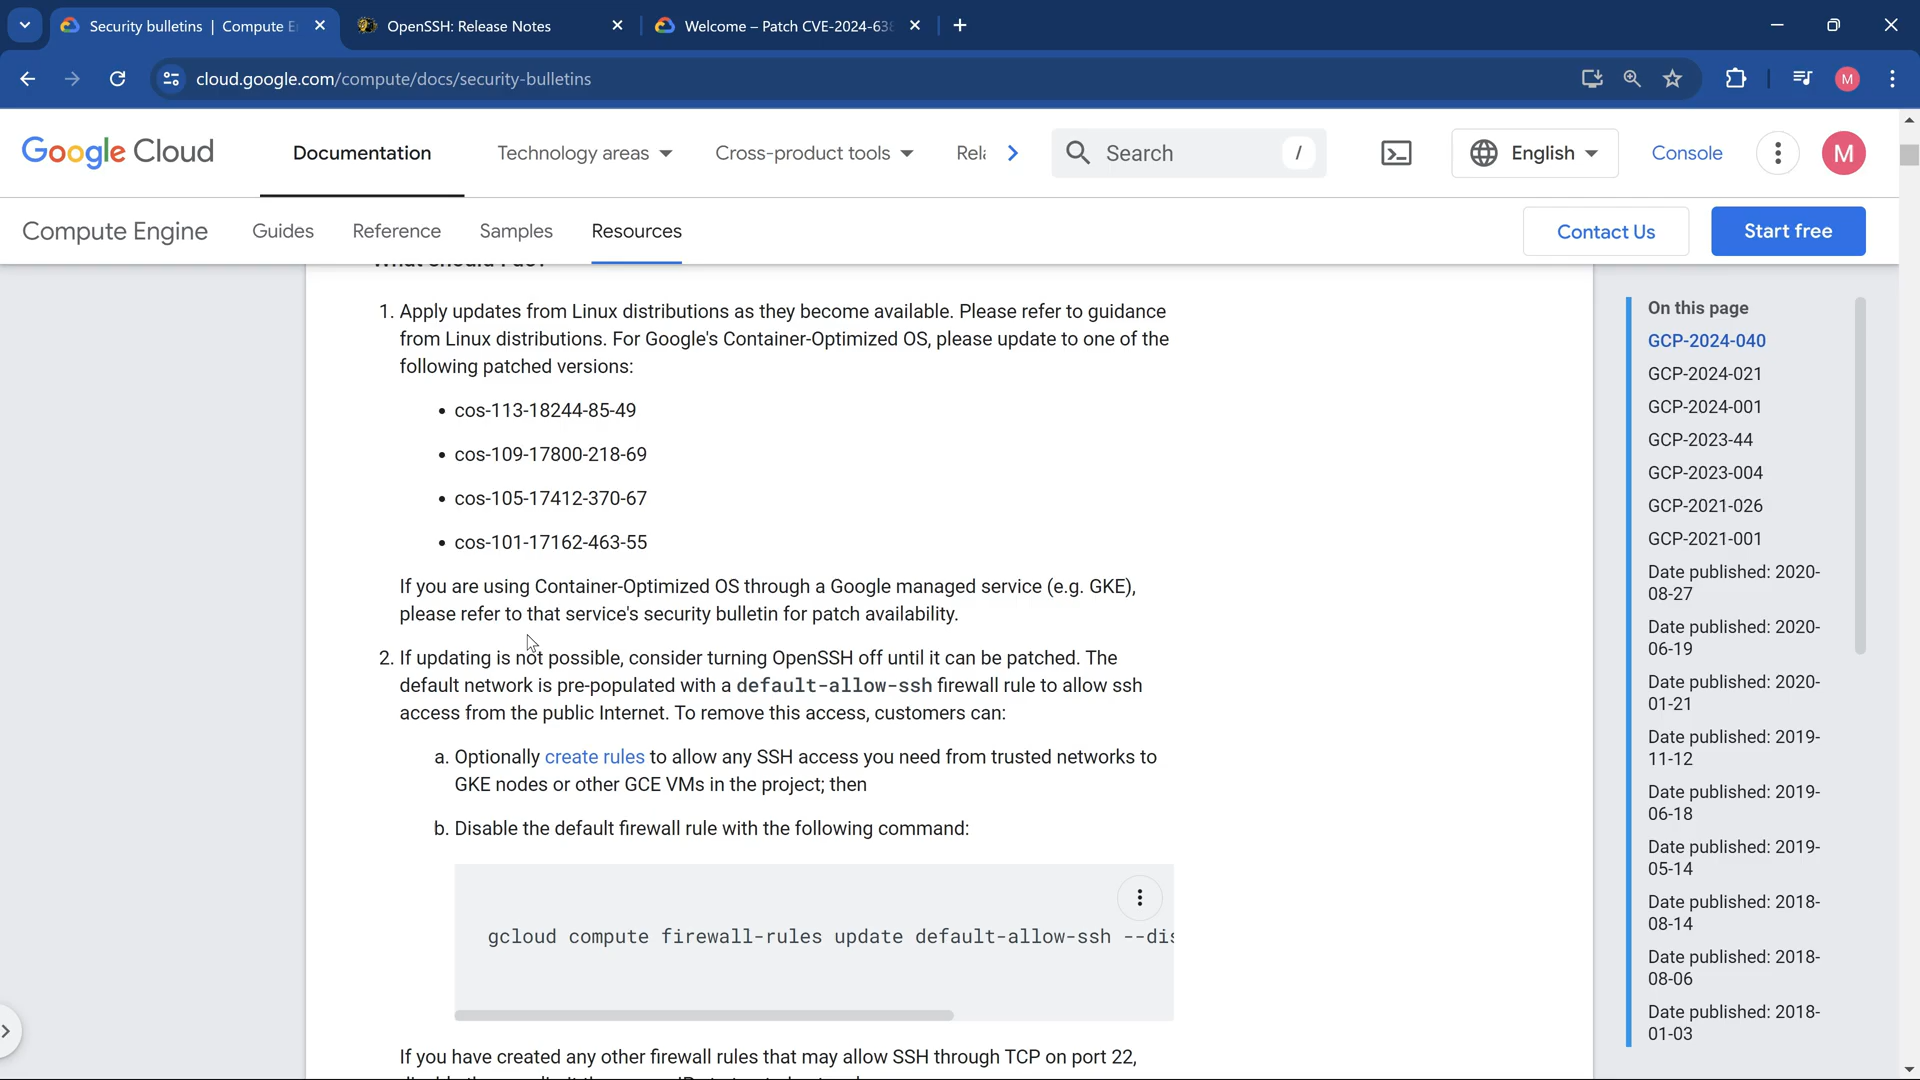 Security bulletins | Compute E
OpenSSH: Release Notes
Welcome – Patch CVE-2024-638
cloud.google.com/compute/docs/security-bulletins
M
Google Cloud
Documentation
Technology areas
Cross-product tools
Rela
Search
/
English
Console
M
Compute Engine
Guides
Reference
Samples
Resources
Contact Us
Start free
What should I do?
1. Apply updates from Linux distributions as they become available. Please refer to guidance
from Linux distributions. For Google's Container-Optimized OS, please update to one of the
following patched versions:
• cos-113-18244-85-49
• cos-109-17800-218-69
• cos-105-17412-370-67
• cos-101-17162-463-55
If you are using Container-Optimized OS through a Google managed service (e.g. GKE),
please refer to that service's security bulletin for patch availability.
2. If updating is not possible, consider turning OpenSSH off until it can be patched. The
default network is pre-populated with a default-allow-ssh firewall rule to allow ssh
access from the public Internet. To remove this access, customers can:
a. Optionally create rules to allow any SSH access you need from trusted networks to
GKE nodes or other GCE VMs in the project; then
b. Disable the default firewall rule with the following command:
gcloud compute firewall-rules update default-allow-ssh --dis
If you have created any other firewall rules that may allow SSH through TCP on port 22,
On this page
GCP-2024-040
GCP-2024-021
GCP-2024-001
GCP-2023-44
GCP-2023-004
GCP-2021-026
GCP-2021-001
Date published: 2020-
08-27
Date published: 2020-
06-19
Date published: 2020-
01-21
Date published: 2019-
11-12
Date published: 2019-
06-18
Date published: 2019-
05-14
Date published: 2018-
08-14
Date published: 2018-
08-06
Date published: 2018-
01-03